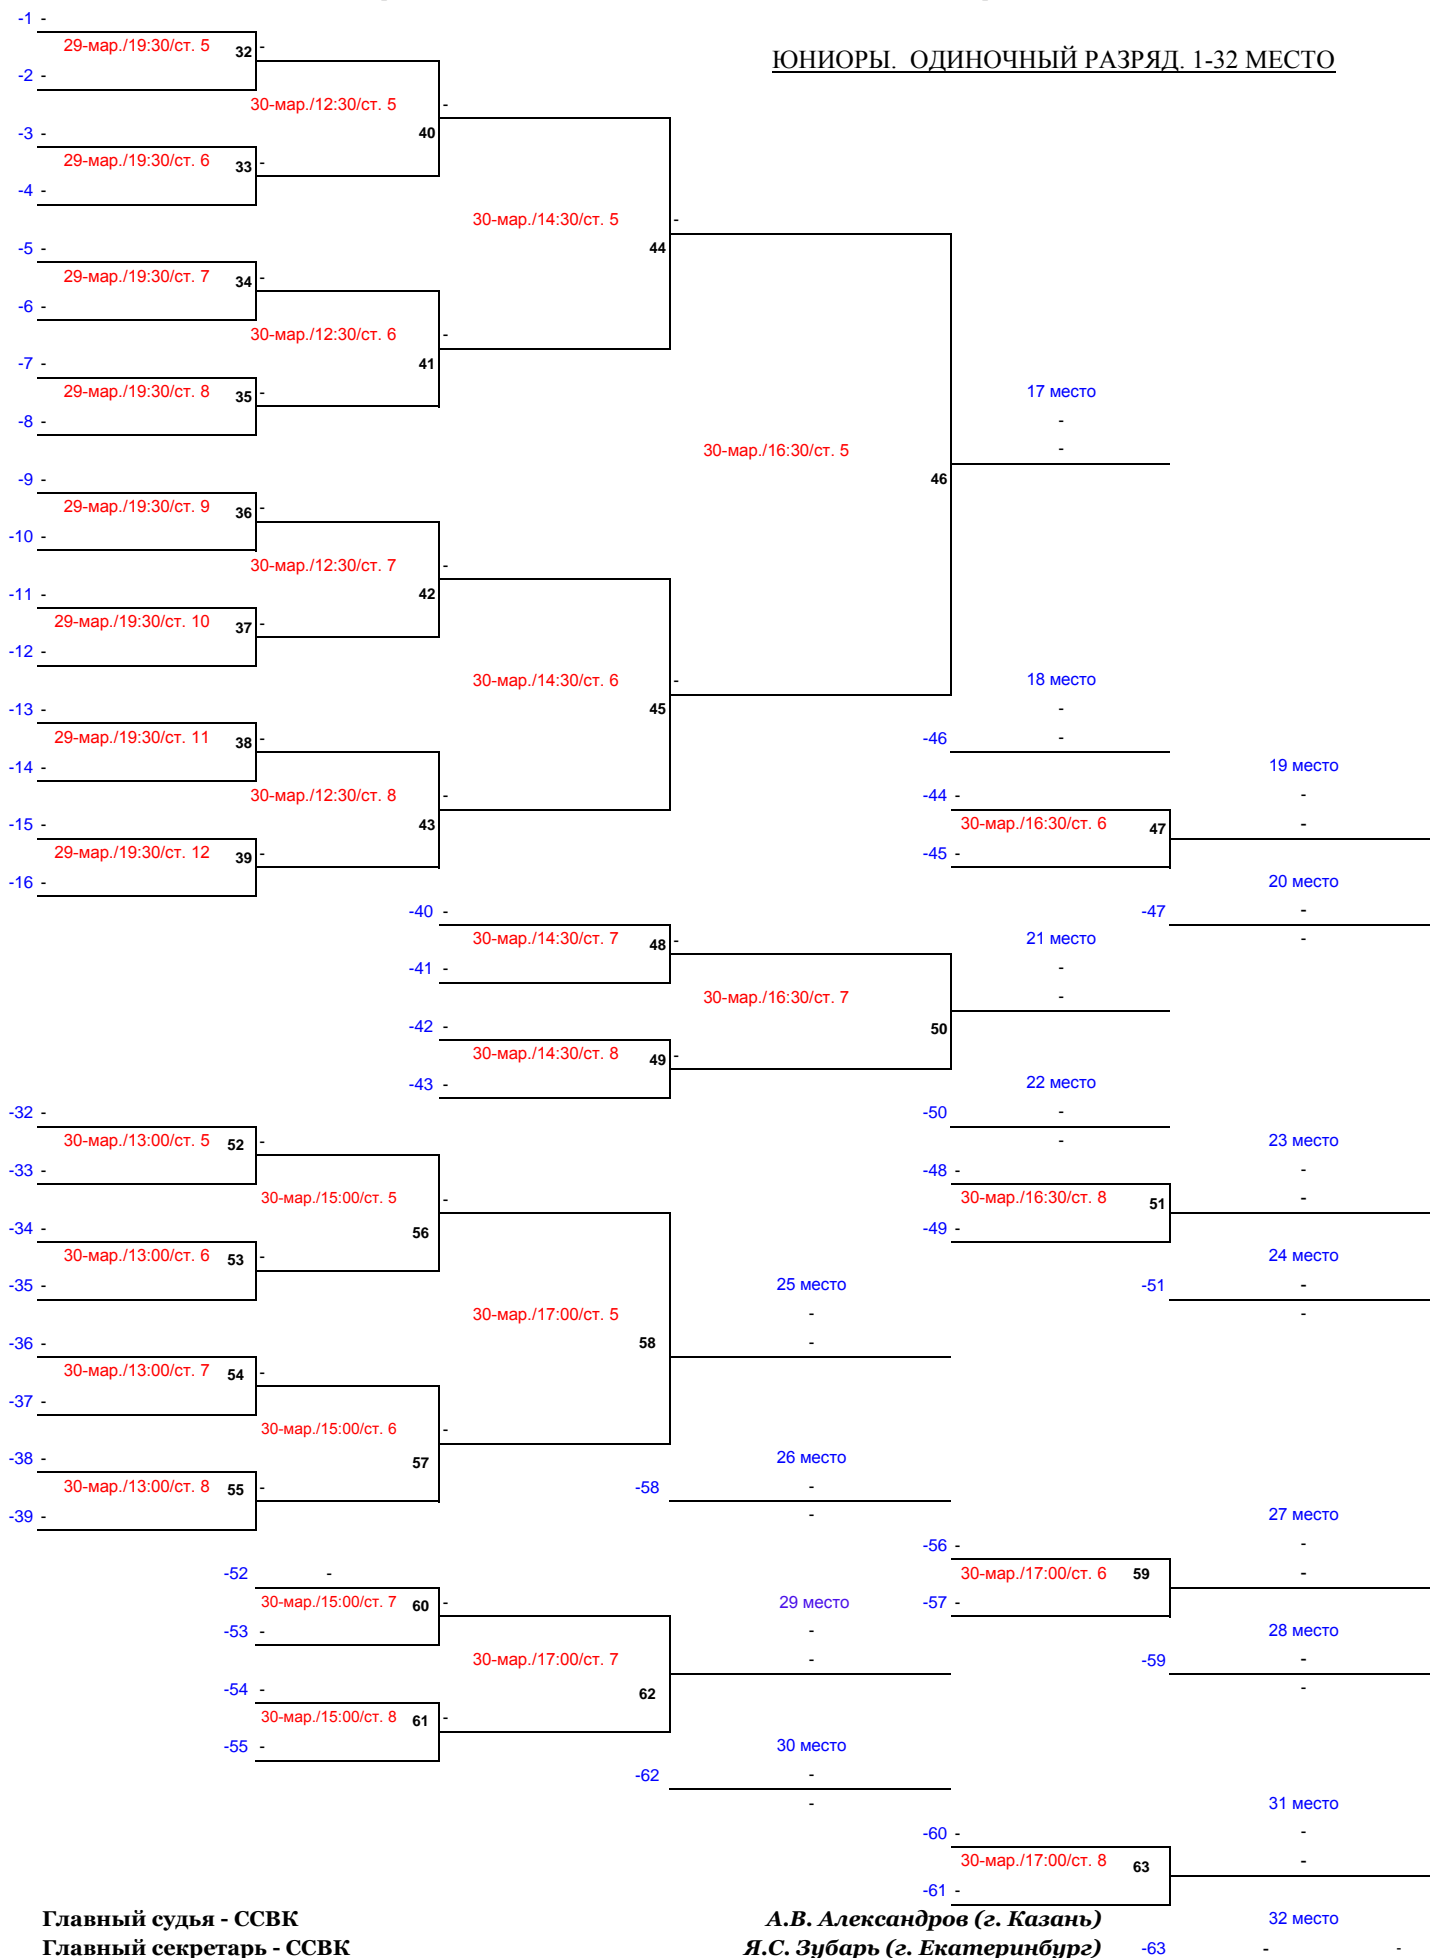 -1 -
29-мар./19:30/ст. 5 32 -
ЮНИОРЫ. ОДИНОЧНЫЙ РАЗРЯД. 1-32 МЕСТО
-2 -
30-мар./12:30/ст. 5 -
-3 - 40
29-мар./19:30/ст. 6 33 -
-4 -
30-мар./14:30/ст. 5 -
-5 - 44
29-мар./19:30/ст. 7 34 -
-6 -
30-мар./12:30/ст. 6 -
-7 - 41
29-мар./19:30/ст. 8 35 - 17 место
-8 - -
30-мар./16:30/ст. 5 -
-9 - 46
29-мар./19:30/ст. 9 36 -
-10 -
30-мар./12:30/ст. 7 -
-11 - 42
29-мар./19:30/ст. 10 37 -
-12 -
30-мар./14:30/ст. 6 - 18 место
-13 - 45 -
29-мар./19:30/ст. 11 38 - -46 -
-14 - 19 место
30-мар./12:30/ст. 8 - -44 - -
-15 - 43 30-мар./16:30/ст. 6 47 -
29-мар./19:30/ст. 12 39 - -45 -
-16 - 20 место
-40 - -47 -
30-мар./14:30/ст. 7 48 - 21 место -
-41 - -
30-мар./16:30/ст. 7 -
-42 - 50
30-мар./14:30/ст. 8 49 -
-43 - 22 место
-32 - -50 -
30-мар./13:00/ст. 5 52 - - 23 место
-33 - -48 - -
30-мар./15:00/ст. 5 - 30-мар./16:30/ст. 8 51 -
-34 - 56 -49 -
30-мар./13:00/ст. 6 53 - 24 место
-35 - 25 место -51 -
30-мар./17:00/ст. 5 - -
-36 - 58 -
30-мар./13:00/ст. 7 54 -
-37 -
30-мар./15:00/ст. 6 -
-38 - 57 26 место
30-мар./13:00/ст. 8 55 - -58 -
-39 - - 27 место
-56 - -
-52 - 30-мар./17:00/ст. 6 59 -
30-мар./15:00/ст. 7 60 - 29 место -57 -
-53 - - 28 место
30-мар./17:00/ст. 7 - -59 -
-54 - 62 -
30-мар./15:00/ст. 8 61 -
-55 - 30 место
-62 -
- 31 место
-60 - -
30-мар./17:00/ст. 8 63 -
-61 -
Главный судья - ССВК А.В. Александров (г. Казань) 32 место
Главный секретарь - ССВК Я.С. Зубарь (г. Екатеринбург) -63 - -